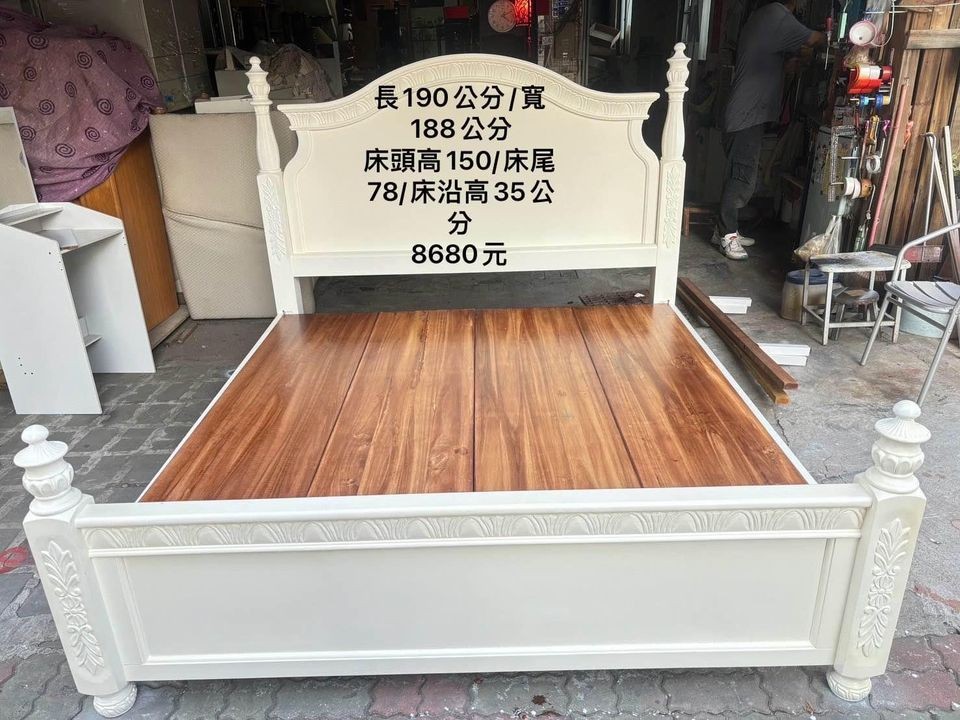 長190公分/寬
188公分
床頭高150/床尾
78/床沿高35公
分
8680元